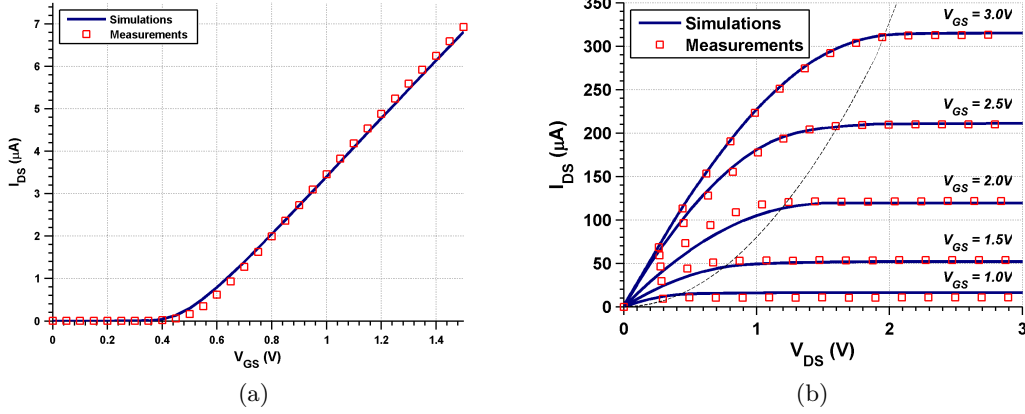 Simulations
Measurements
7
6
5
4
3
2
1
0
0
0.2
0.4
0.6
0.8
1
1.2
1.4
I_DS (μA)
V_GS (V)
(a)
Simulations
Measurements
350
300
250
200
150
100
50
0
0
1
2
3
I_DS (μA)
V_DS (V)
V_GS = 3.0V
V_GS = 2.5V
V_GS = 2.0V
V_GS = 1.5V
V_GS = 1.0V
(b)